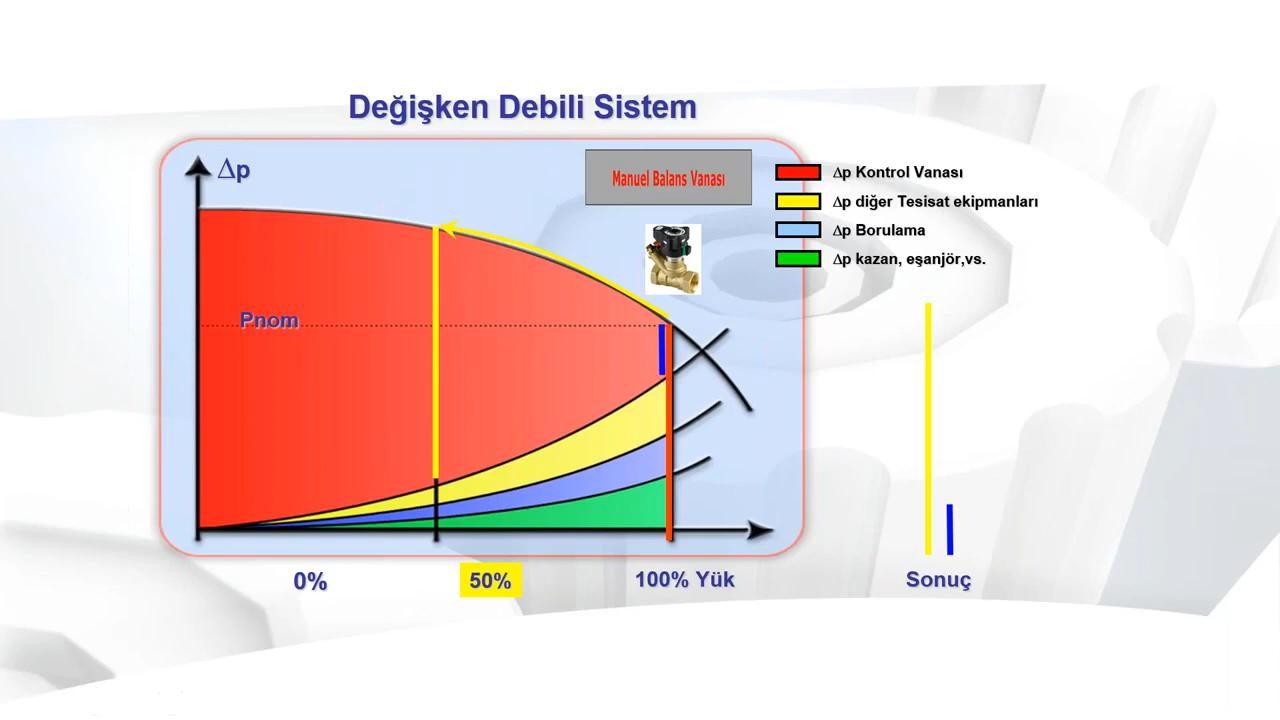 Değişken Debili Sistem
Δp
Manuel Balans Vanası
Δp Kontrol Vanası
Δp diğer Tesisat ekipmanları
Δp Borulama
Δp kazan, eşanjör,vs.
Pnom
0%
50%
100% Yük
Sonuç